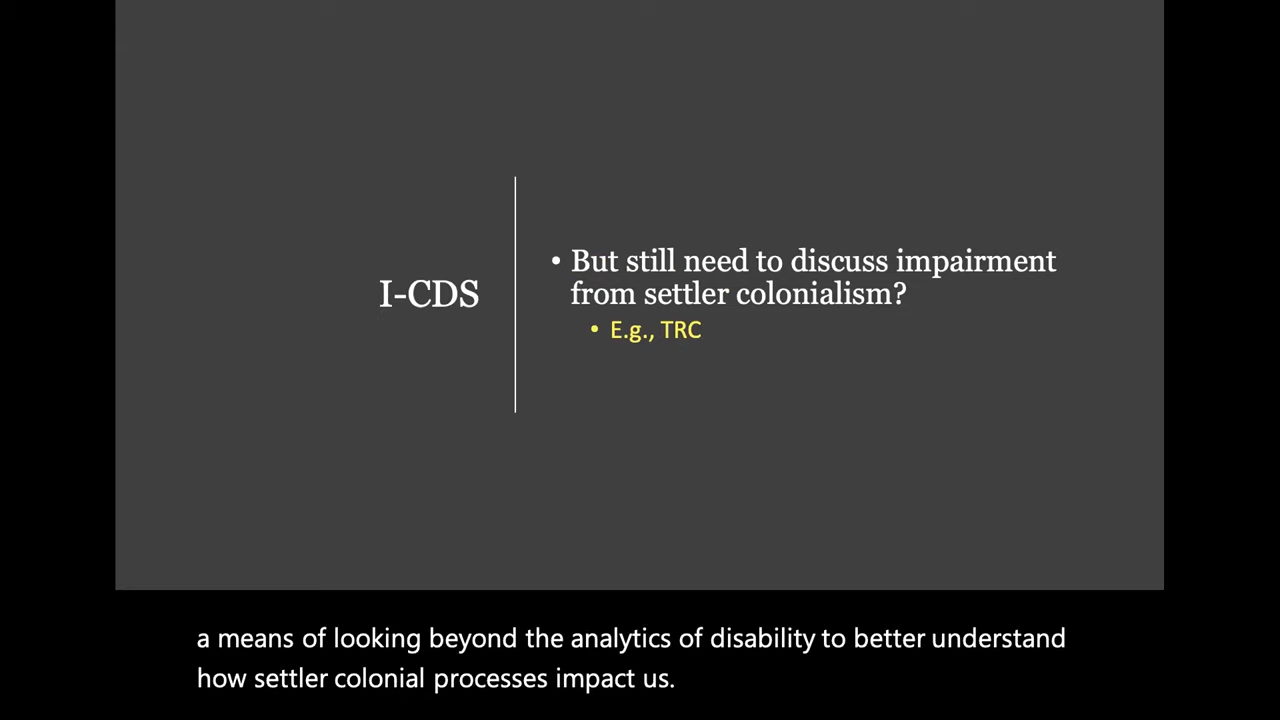 I-CDS
• But still need to discuss impairment
from settler colonialism?
• E.g., TRC
a means of looking beyond the analytics of disability to better understand
how settler colonial processes impact us.